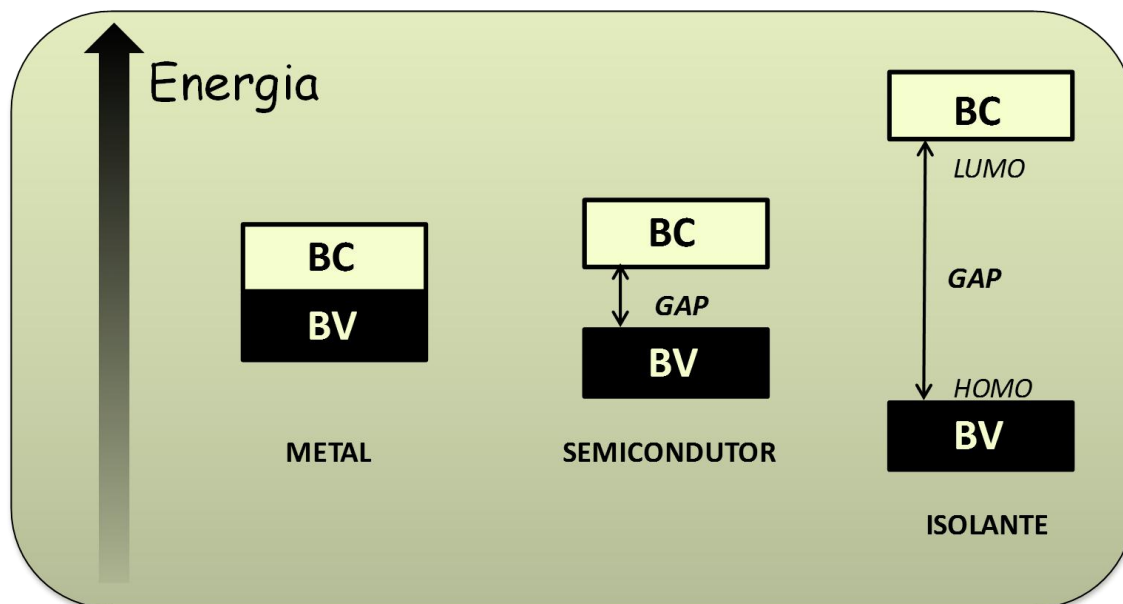 Energia
BC
BV
METAL
BC
GAP
BV
SEMICONDUTOR
BC
LUMO
GAP
HOMO
BV
ISOLANTE